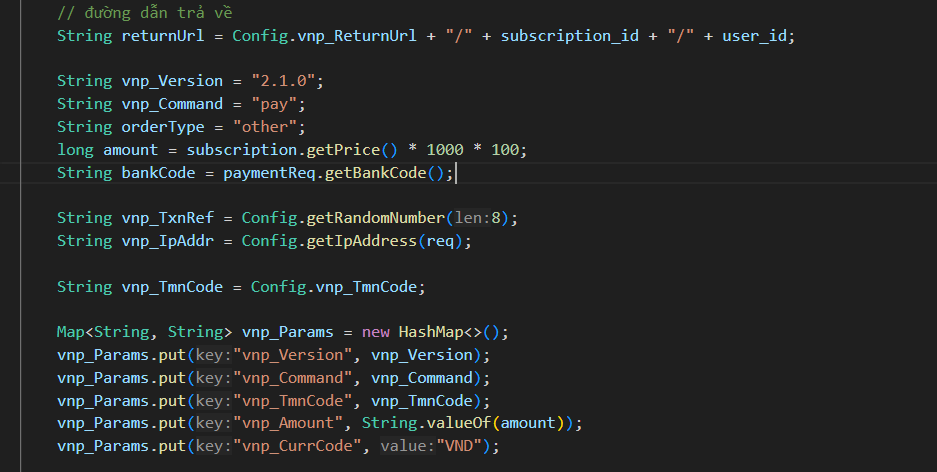 // đường dẫn trả về
String returnUrl = Config.vnp_ReturnUrl + "/" + subscription_id + "/" + user_id;
String vnp_Version = "2.1.0";
String vnp_Command = "pay";
String orderType = "other";
long amount = subscription.getPrice() * 1000 * 100;
String bankCode = paymentReq.getBankCode();
String vnp_TxnRef = Config.getRandomNumber(len:8);
String vnp_IpAddr = Config.getIpAddress(req);
String vnp_TmnCode = Config.vnp_TmnCode;
Map<String, String> vnp_Params = new HashMap<>();
vnp_Params.put(key:"vnp_Version", vnp_Version);
vnp_Params.put(key:"vnp_Command", vnp_Command);
vnp_Params.put(key:"vnp_TmnCode", vnp_TmnCode);
vnp_Params.put(key:"vnp_Amount", String.valueOf(amount));
vnp_Params.put(key:"vnp_CurrCode", value:"VND");